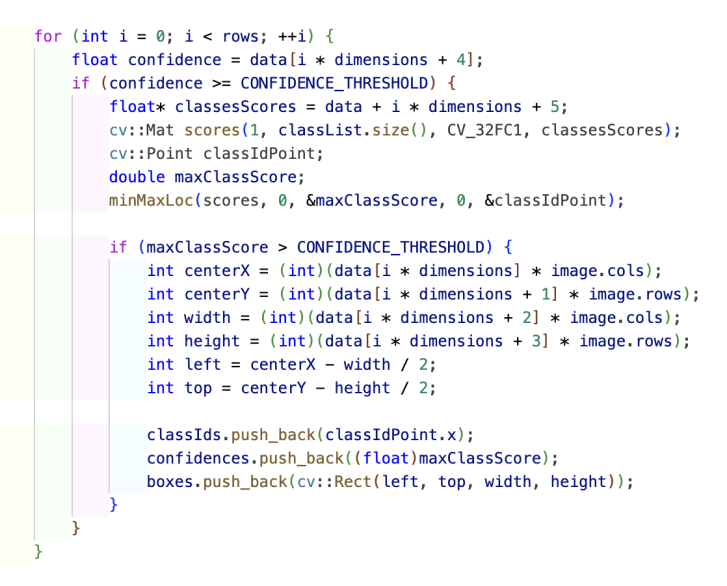 for (int i = 0; i < rows; ++i) {
    float confidence = data[i * dimensions + 4];
    if (confidence >= CONFIDENCE_THRESHOLD) {
        float* classesScores = data + i * dimensions + 5;
        cv::Mat scores(1, classList.size(), CV_32FC1, classesScores);
        cv::Point classIdPoint;
        double maxClassScore;
        minMaxLoc(scores, 0, &maxClassScore, 0, &classIdPoint);

        if (maxClassScore > CONFIDENCE_THRESHOLD) {
            int centerX = (int)(data[i * dimensions] * image.cols);
            int centerY = (int)(data[i * dimensions + 1] * image.rows);
            int width = (int)(data[i * dimensions + 2] * image.cols);
            int height = (int)(data[i * dimensions + 3] * image.rows);
            int left = centerX - width / 2;
            int top = centerY - height / 2;

            classIds.push_back(classIdPoint.x);
            confidences.push_back((float)maxClassScore);
            boxes.push_back(cv::Rect(left, top, width, height));
        }
    }
}